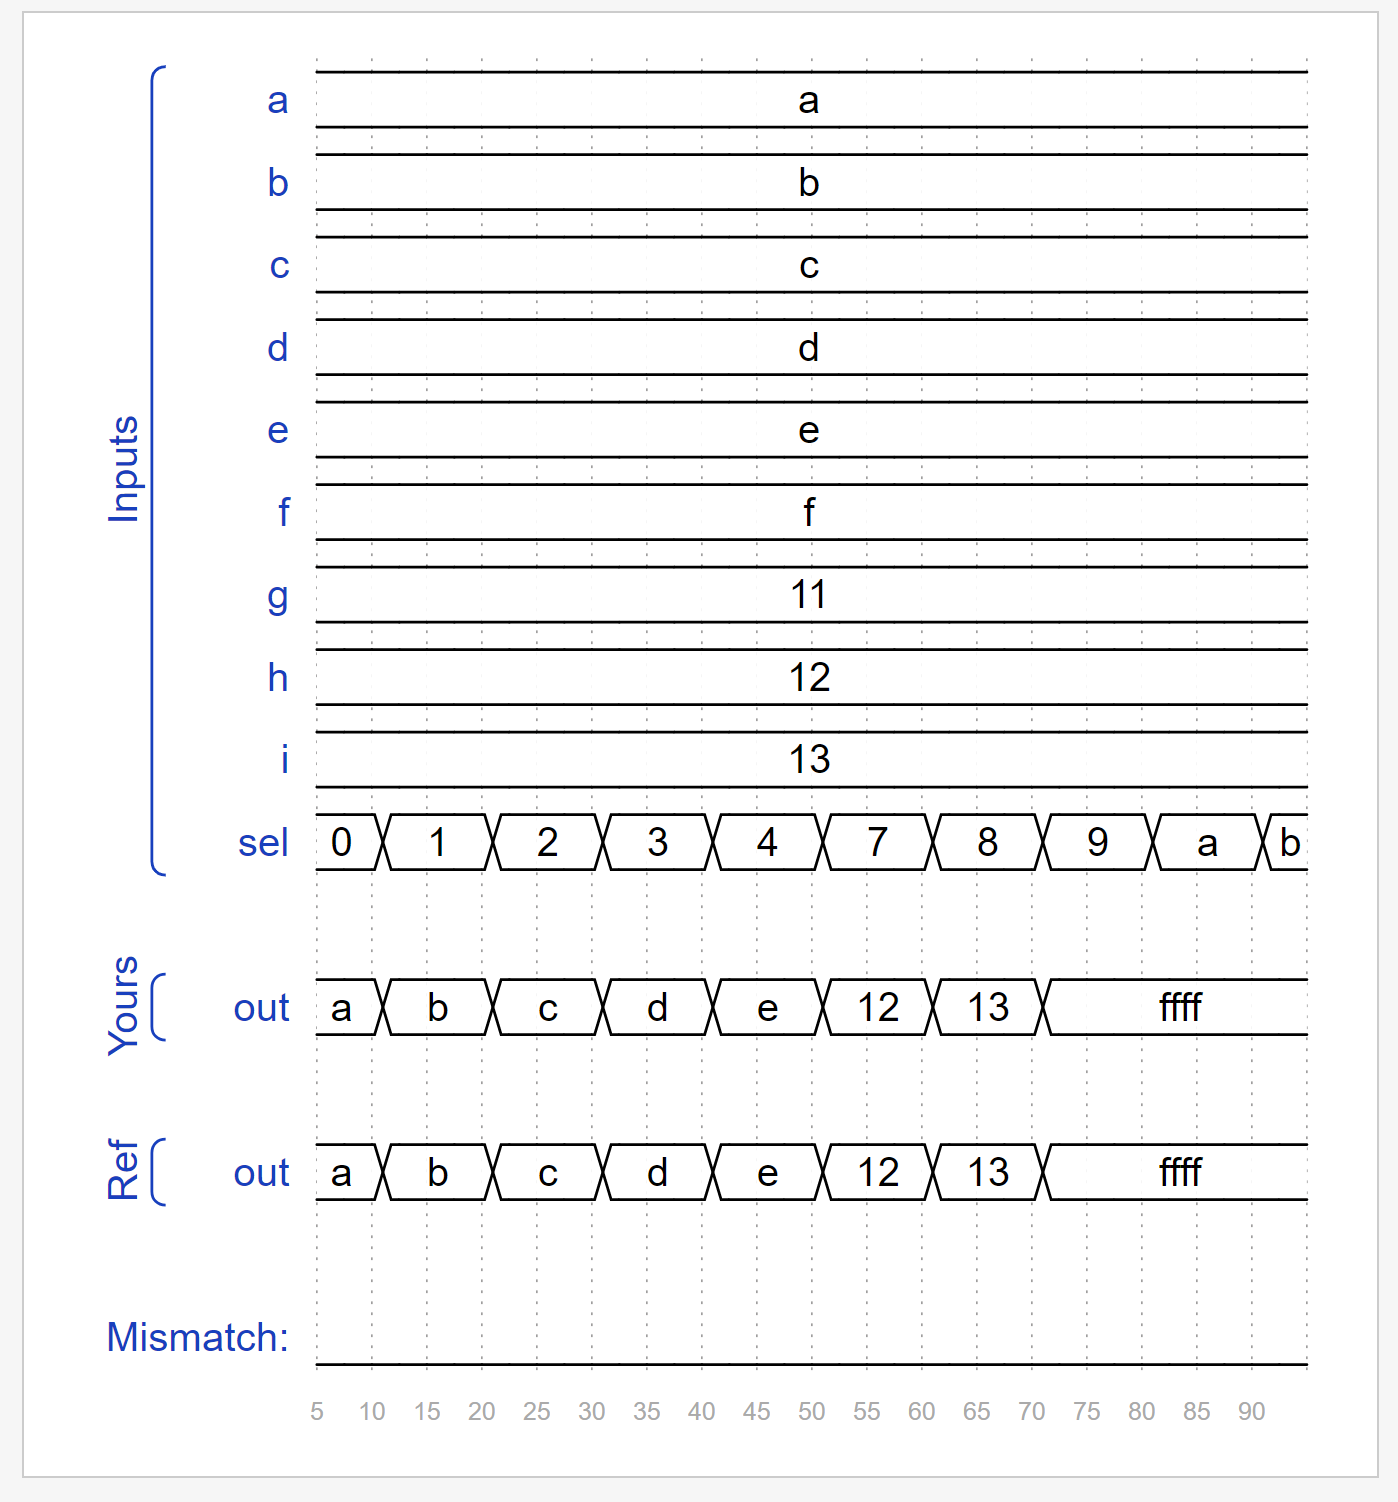 Inputs
a a
b b
c c
d d
e e
f f
g 11
h 12
i 13
sel 0 1 2 3 4 7 8 9 a b
Yours
out a b c d e 12 13 ffff
Ref
out a b c d e 12 13 ffff
Mismatch:
5 10 15 20 25 30 35 40 45 50 55 60 65 70 75 80 85 90